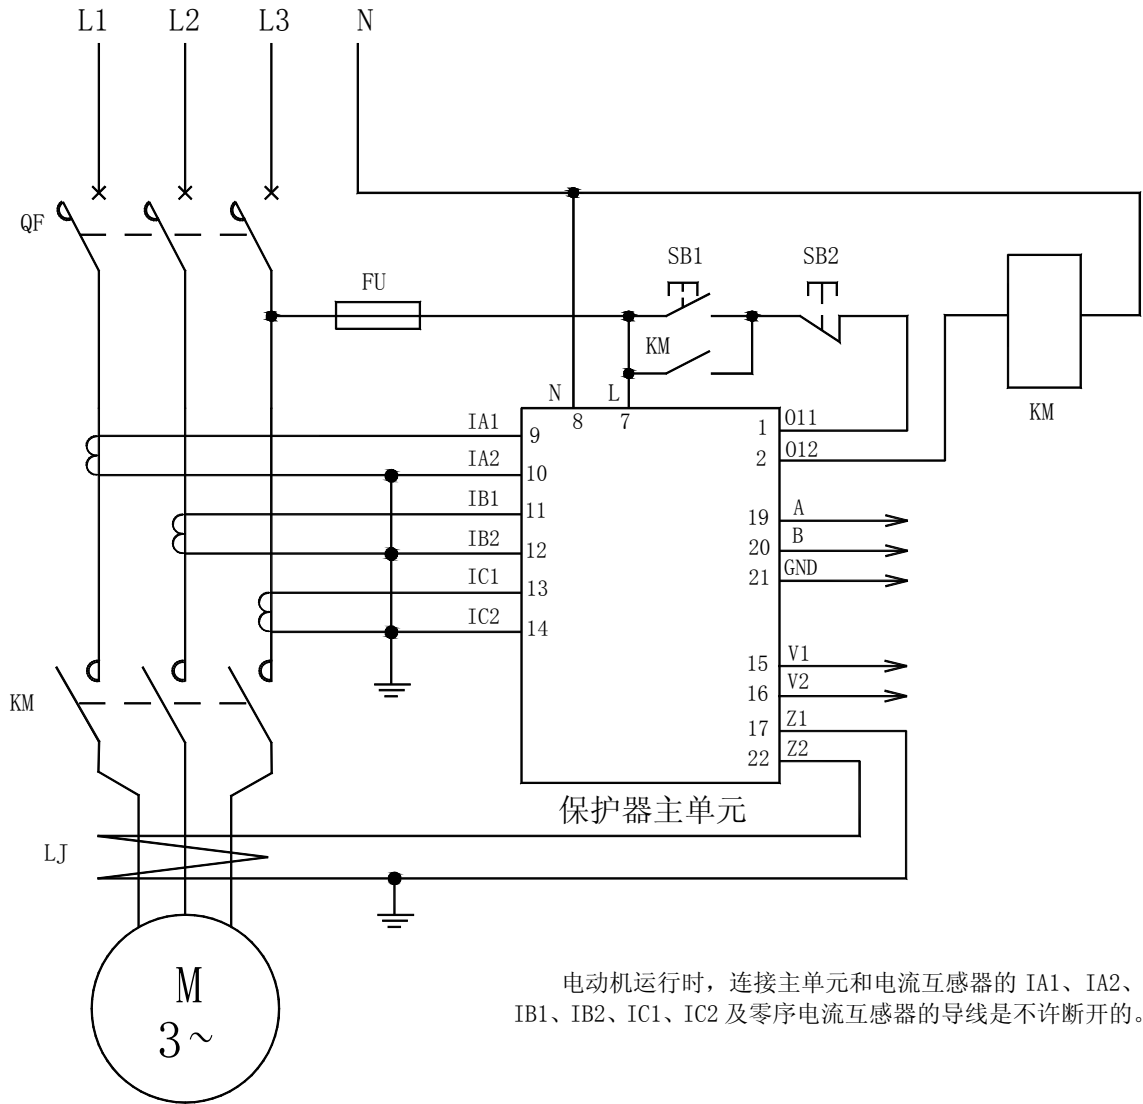 L1 L2 L3 N
QF
FU
SB1 SB2
KM
KM
N L
8 7
IA1 9
IA2 10
IB1 11
IB2 12
IC1 13
IC2 14
1 O11
2 O12
19 A
20 B
21 GND
15 V1
16 V2
17 Z1
22 Z2
KM
保护器主单元
LJ
M
3~
电动机运行时，连接主单元和电流互感器的 IA1、IA2、
IB1、IB2、IC1、IC2 及零序电流互感器的导线是不许断开的。